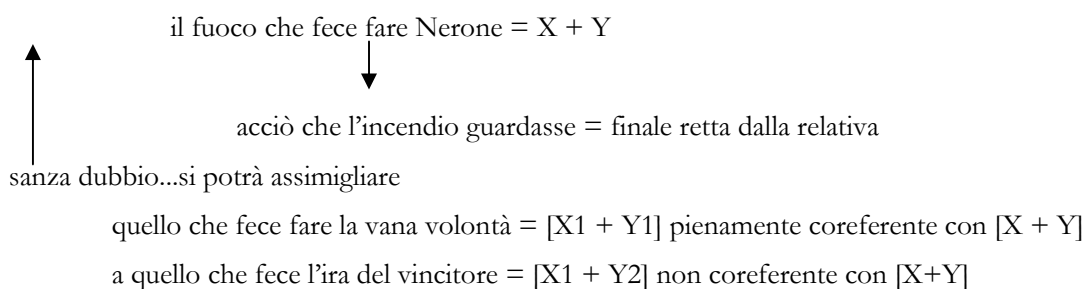 il fuoco che fece fare Nerone = X + Y
acciò che l'incendio guardasse = finale retta dalla relativa
sanza dubbio...si potrà assimigliare
quello che fece fare la vana volontà = [X1 + Y1] pienamente coreferente con [X + Y]
a quello che fece l'ira del vincitore = [X1 + Y2] non coreferente con [X+Y]